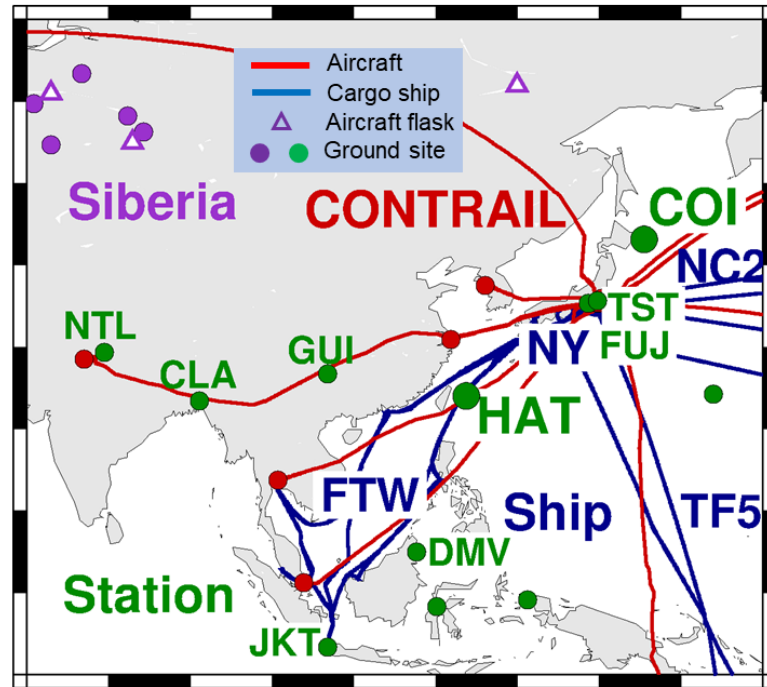 Aircraft
Cargo ship
Aircraft flask
Ground site
Siberia
CONTRAIL
COI
NC2
NTL
TST
CLA
GUI
NY
FUJ
HAT
FTW
Ship
TF5
DMV
Station
JKT